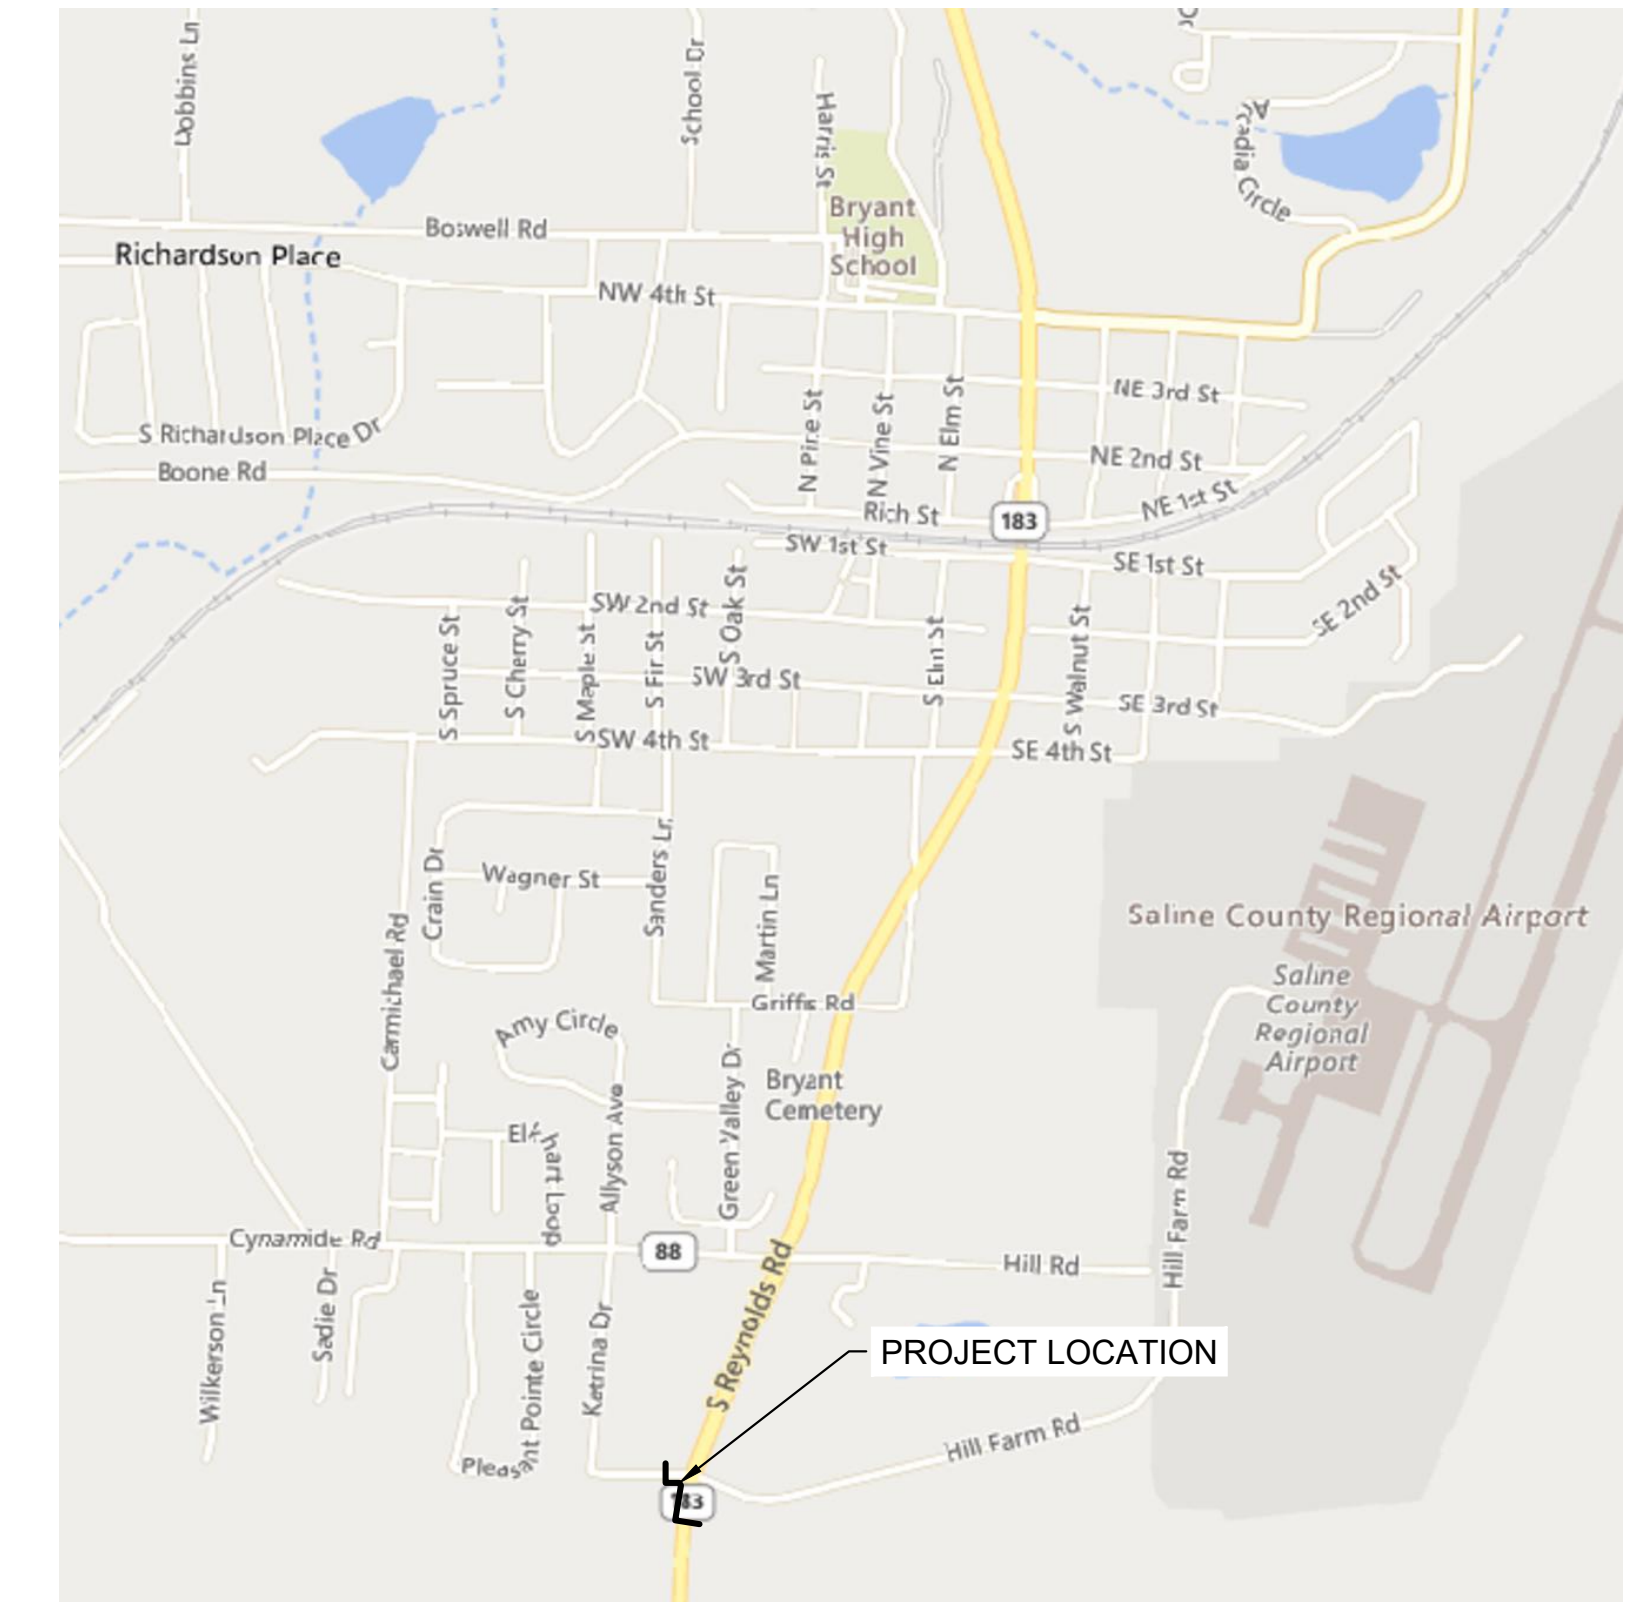 Dobbins Ln
School Dr
Harris St
Arcadia Circle
Bryant
High
School
Boswell Rd
Richardson Place
NW 4th St
NE 3rd St
N Pine St
N Vine St
N Elm St
S Richardson Place Dr
Boone Rd
NE 2nd St
NE 1st St
Rich St
183
SW 1st St
SE 1st St
SE 2nd St
SW 2nd St
S Oak St
S Spruce St
S Cherry St
S Maple St
S Fir St
S Elm St
S Walnut St
SW 3rd St
SE 3rd St
SW 4th St
SE 4th St
Crain Dr
Wagner St
Sanders Ln
Martin Ln
Carmichael Rd
Saline County Regional Airport
Saline
County
Regional
Airport
Griffis Rd
Amy Circle
Bryant
Cemetery
Green Valley Dr
Allyson Ave
Elkhart Loop
Hill Farm Rd
Cynamide Rd
88
Hill Rd
Wilkerson Ln
Sadie Dr
Pleasant Pointe Circle
Katrina Dr
S Reynolds Rd
PROJECT LOCATION
Hill Farm Rd
183